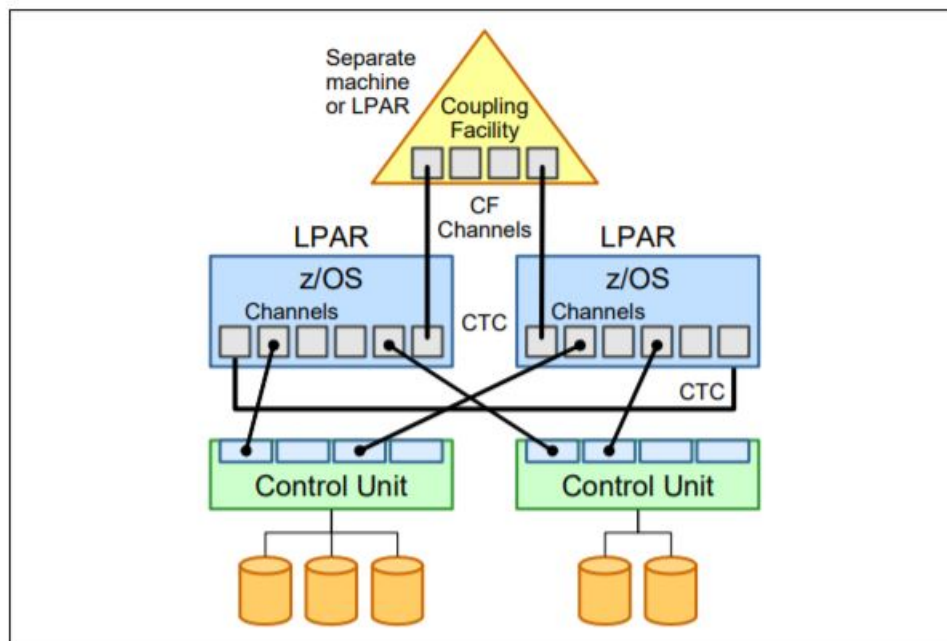 Separate
machine
or LPAR
Coupling
Facility
CF
Channels
LPAR
LPAR
z/OS
z/OS
Channels
CTC
Channels
CTC
Control Unit
Control Unit